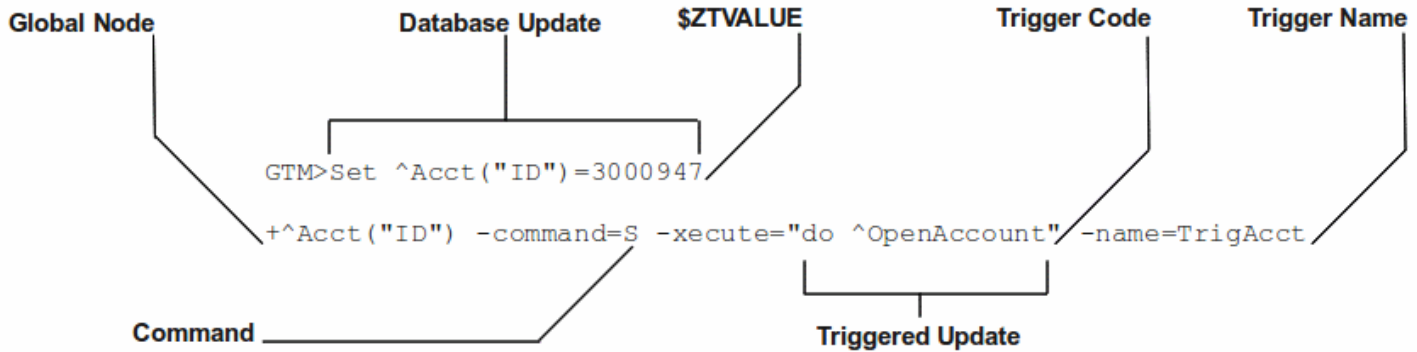 Global Node Database Update $ZTVALUE Trigger Code Trigger Name
GTM>Set ^Acct("ID")=3000947
+^Acct("ID") -command=S -xecute="do ^OpenAccount" -name=TrigAcct
Command Triggered Update